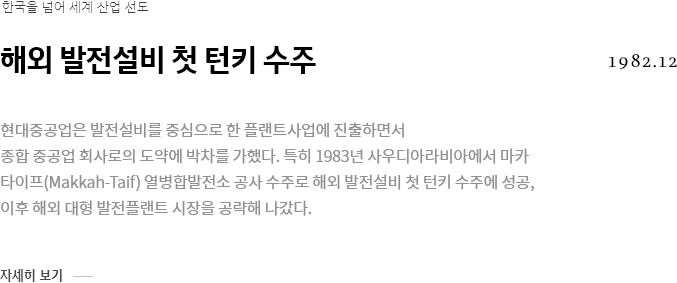 한국을 넘어 세계 산업 선도
해외 발전설비 첫 턴키 수주
1982.12
현대중공업은 발전설비를 중심으로 한 플랜트사업에 진출하면서
종합 중공업 회사로의 도약에 박차를 가했다. 특히 1983년 사우디아라비아에서 마카
타이프(Makkah-Taif) 열병합발전소 공사 수주로 해외 발전설비 첫 턴키 수주에 성공,
이후 해외 대형 발전플랜트 시장을 공략해 나갔다.
자세히 보기